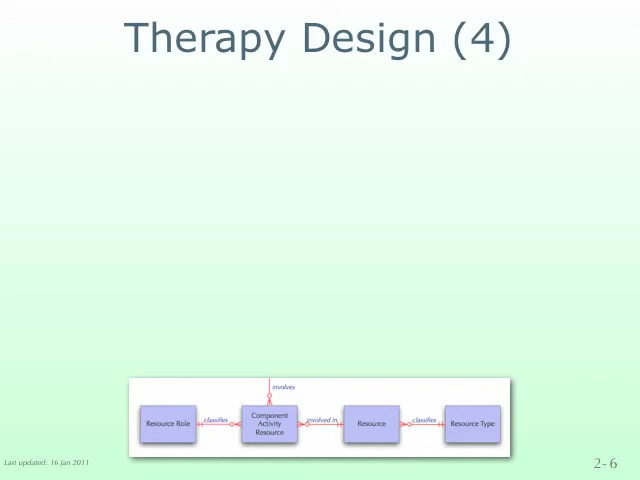 Therapy Design (4)
involves
Resource Role
classifies
Component
Activity
Resource
involved in
Resource
classifies
Resource Type
Last updated: 16 Jan 2011
2-6